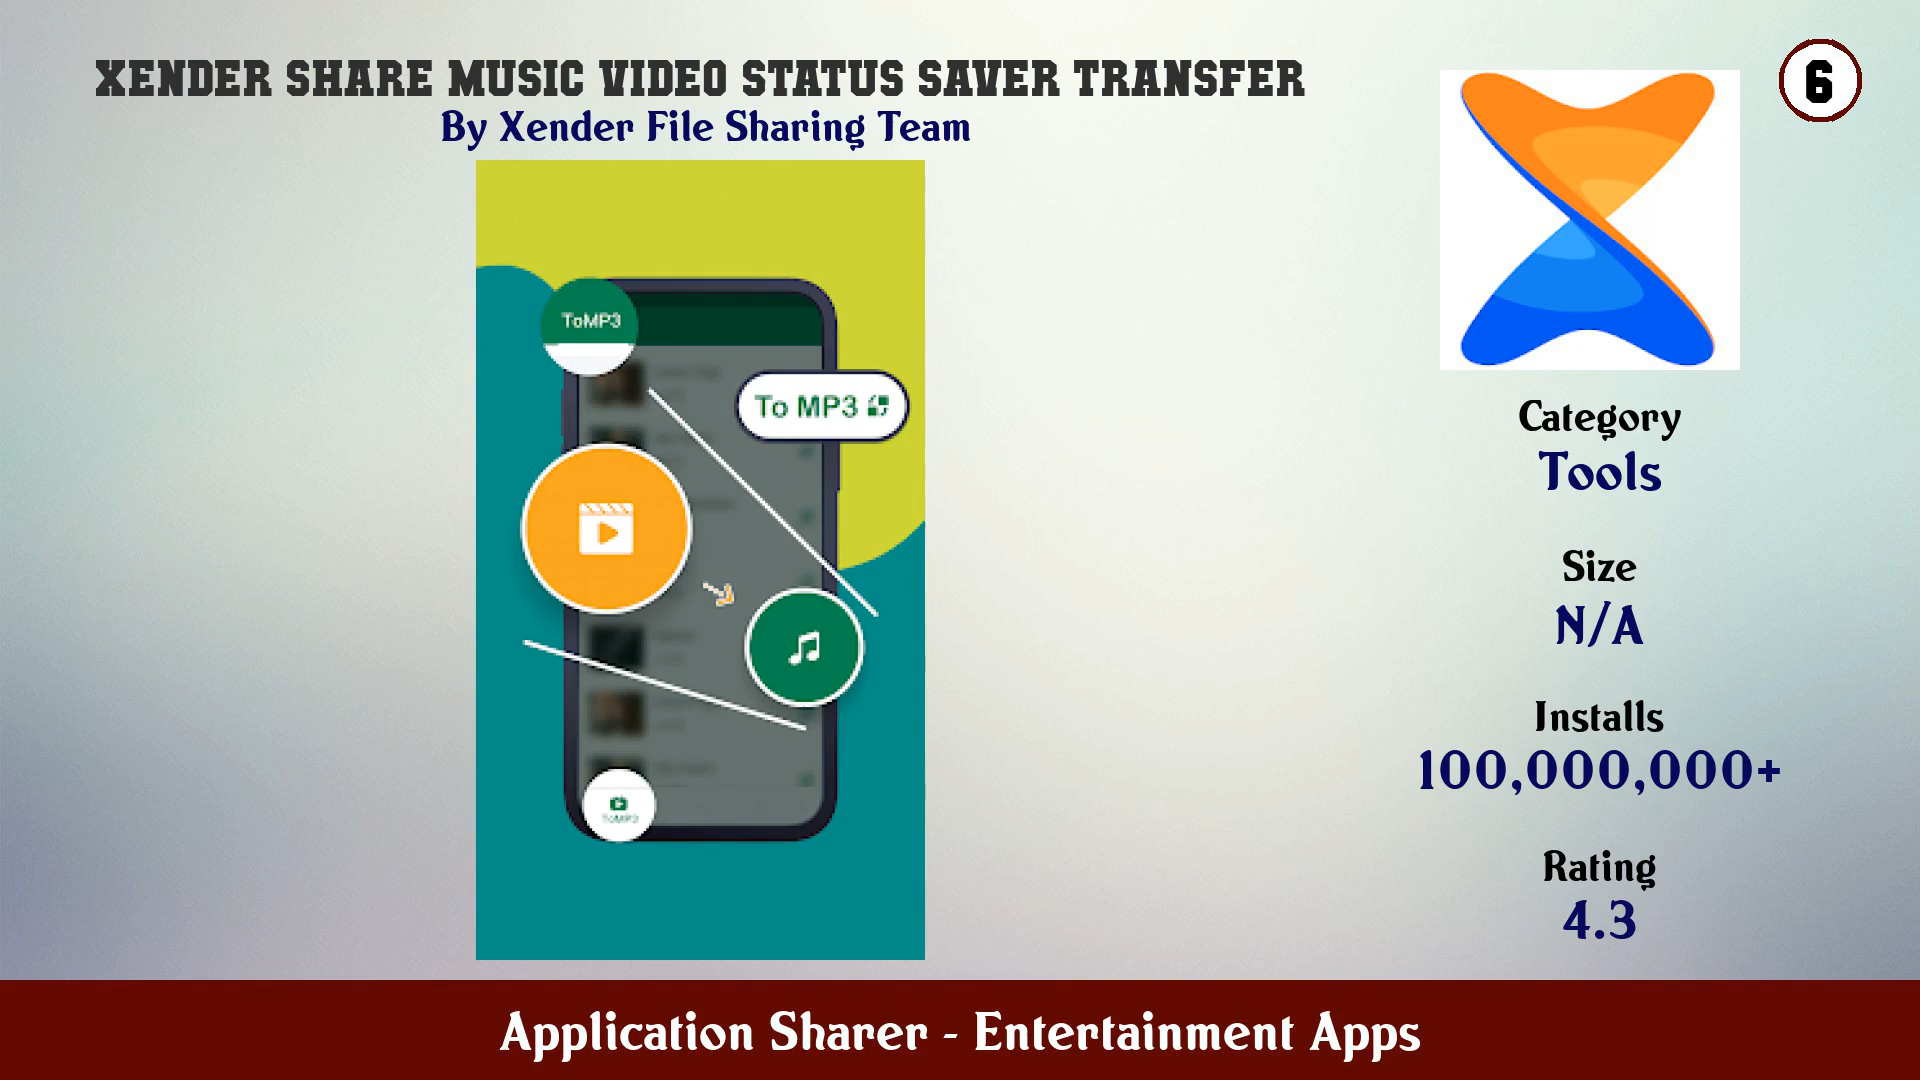 XENDER SHARE MUSIC VIDEO STATUS SAVER TRANSFER
By Xender File Sharing Team
6
ToMP3
To MP3
ToMP3
Category
Tools
Size
N/A
Installs
100,000,000+
Rating
4.3
Application Sharer - Entertainment Apps